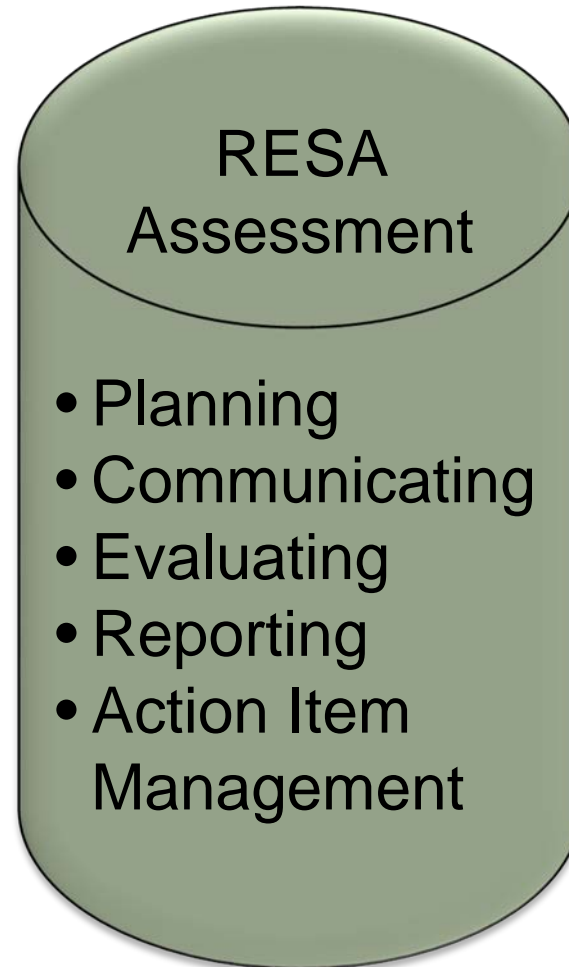 RESA
Assessment
• Planning
• Communicating
• Evaluating
• Reporting
• Action Item
Management